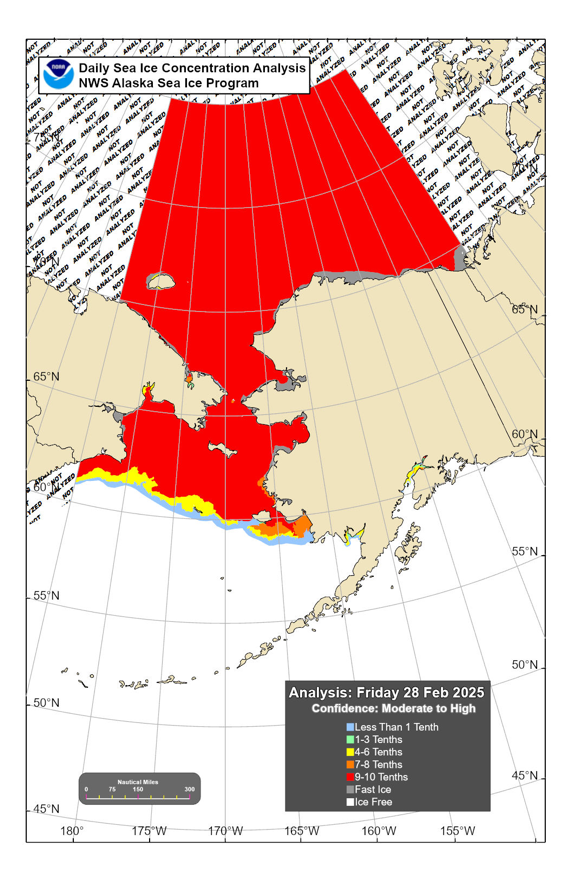 NOAA
Daily Sea Ice Concentration Analysis
NWS Alaska Sea Ice Program
NOT ANALYZED
65°N
65°N
60°N
60°N
55°N
55°N
50°N
50°N
45°N
45°N
Analysis: Friday 28 Feb 2025
Confidence: Moderate to High
Less Than 1 Tenth
1-3 Tenths
4-6 Tenths
7-8 Tenths
9-10 Tenths
Fast Ice
Ice Free
Nautical Miles
0 75 150 300
180° 175°W 170°W 165°W 160°W 155°W